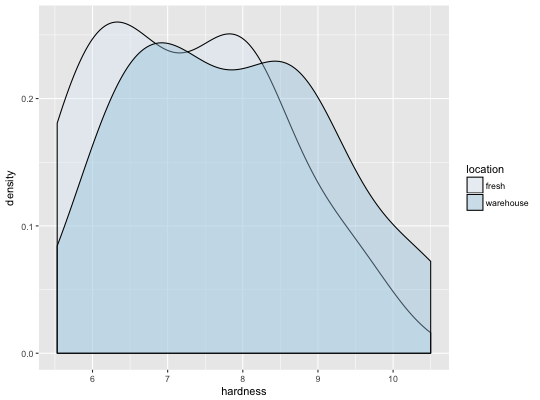 density
0.2
0.1
0.0
6 7 8 9 10
hardness
location
fresh
warehouse